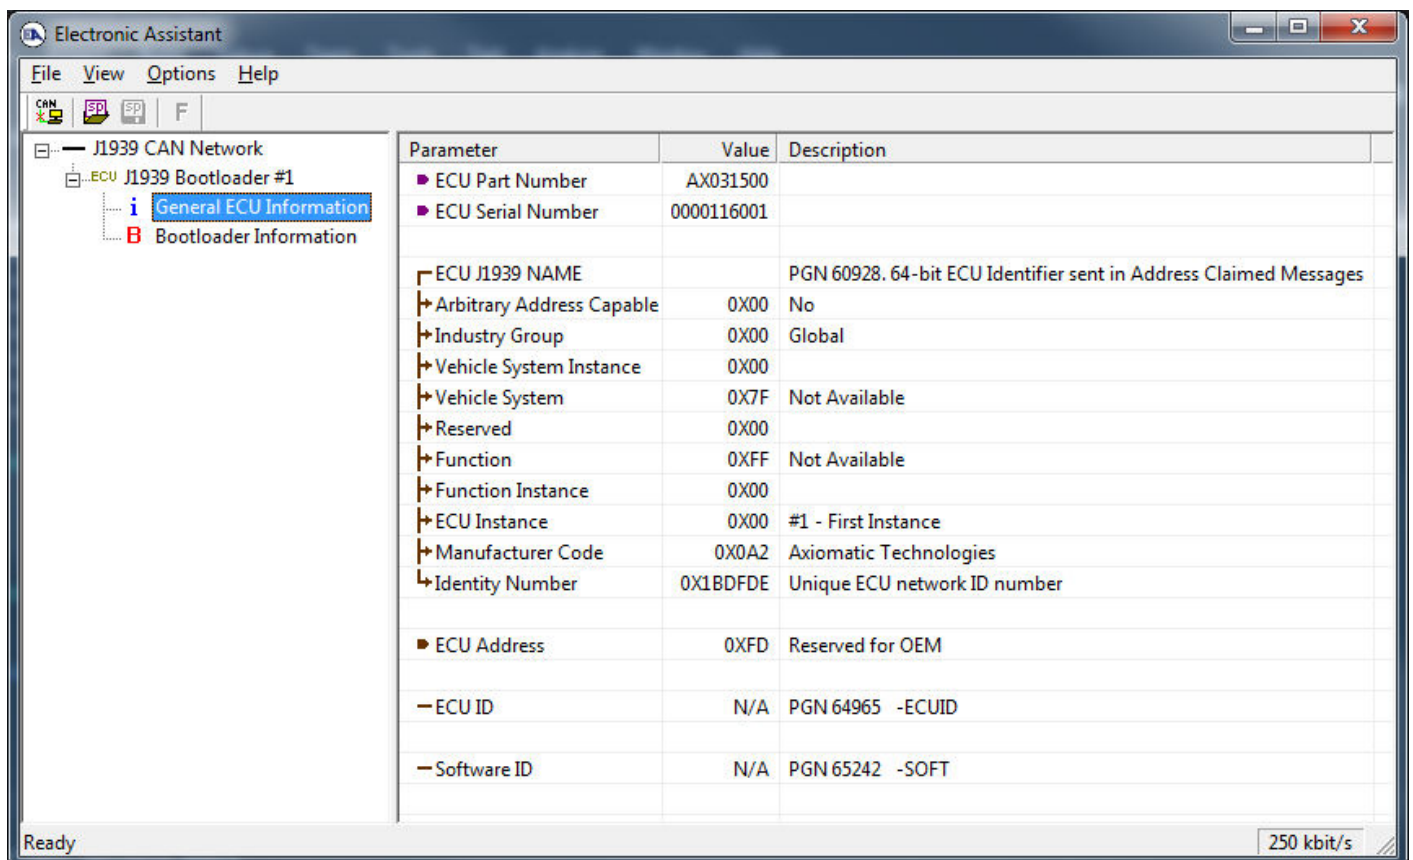 Electronic Assistant
File View Options Help
CAN SP SP F
J1939 CAN Network
ECU J1939 Bootloader #1
i General ECU Information
B Bootloader Information
Parameter Value Description
ECU Part Number AX031500
ECU Serial Number 0000116001
ECU J1939 NAME PGN 60928. 64-bit ECU Identifier sent in Address Claimed Messages
Arbitrary Address Capable 0X00 No
Industry Group 0X00 Global
Vehicle System Instance 0X00
Vehicle System 0X7F Not Available
Reserved 0X00
Function 0XFF Not Available
Function Instance 0X00
ECU Instance 0X00 #1 - First Instance
Manufacturer Code 0X0A2 Axiomatic Technologies
Identity Number 0X1BDFDE Unique ECU network ID number
ECU Address 0XFD Reserved for OEM
ECU ID N/A PGN 64965 -ECUID
Software ID N/A PGN 65242 -SOFT
Ready 250 kbit/s